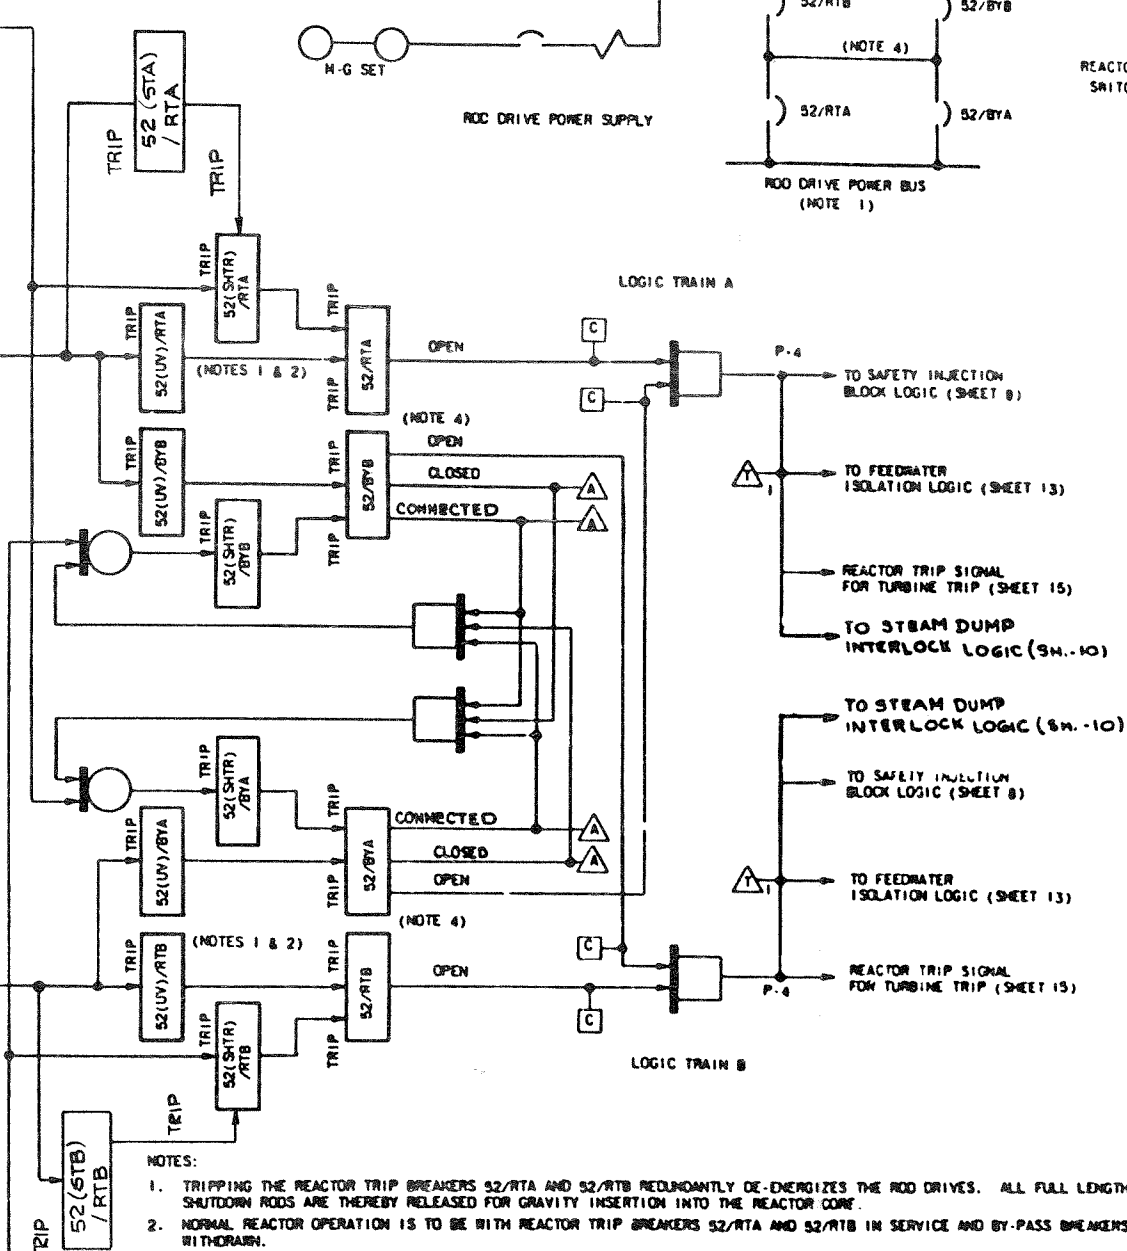 52/RTB
52/BYB
(NOTE 4)
M-G SET
52/RTA
52/BYA
ROD DRIVE POWER SUPPLY
ROD DRIVE POWER BUS
(NOTE 1)
52(STA)
/RTA
TRIP
TRIP
TRIP
52(SHTR)
/RTA
LOGIC TRAIN A
TRIP
52(UV)/RTA
TRIP
52/RTA
TRIP
(NOTES 1 & 2)
OPEN
C
C
P-4
TO SAFETY INJECTION
BLOCK LOGIC (SHEET 8)
(NOTE 4)
TRIP
52(UV)/BYB
TRIP
52/BYB
TRIP
OPEN
CLOSED
A
CONNECTED
A
T
1
TO FEEDWATER
ISOLATION LOGIC (SHEET 13)
TRIP
52(SHTR)
/BYB
REACTOR TRIP SIGNAL
FOR TURBINE TRIP (SHEET 15)
TO STEAM DUMP
INTERLOCK LOGIC (SH.-10)
TO STEAM DUMP
INTERLOCK LOGIC (SH.-10)
TRIP
52(SHTR)
/BYA
TO SAFETY INJECTION
BLOCK LOGIC (SHEET 8)
TRIP
52(UV)/BYA
TRIP
52/BYA
TRIP
CONNECTED
A
CLOSED
A
OPEN
T
1
TO FEEDWATER
ISOLATION LOGIC (SHEET 13)
(NOTE 4)
(NOTES 1 & 2)
TRIP
52(UV)/RTB
TRIP
52/RTB
TRIP
OPEN
C
C
P-4
REACTOR TRIP SIGNAL
FOR TURBINE TRIP (SHEET 15)
TRIP
52(SHTR)
/RTB
LOGIC TRAIN B
TRIP
52(STB)
/RTB
TRIP
NOTES:
1. TRIPPING THE REACTOR TRIP BREAKERS 52/RTA AND 52/RTB REDUNDANTLY DE-ENERGIZES THE ROD DRIVES. ALL FULL LENGTH
SHUTDOWN RODS ARE THEREBY RELEASED FOR GRAVITY INSERTION INTO THE REACTOR CORE.
2. NORMAL REACTOR OPERATION IS TO BE WITH REACTOR TRIP BREAKERS 52/RTA AND 52/RTB IN SERVICE AND BY-PASS BREAKERS
WITHDRAWN.